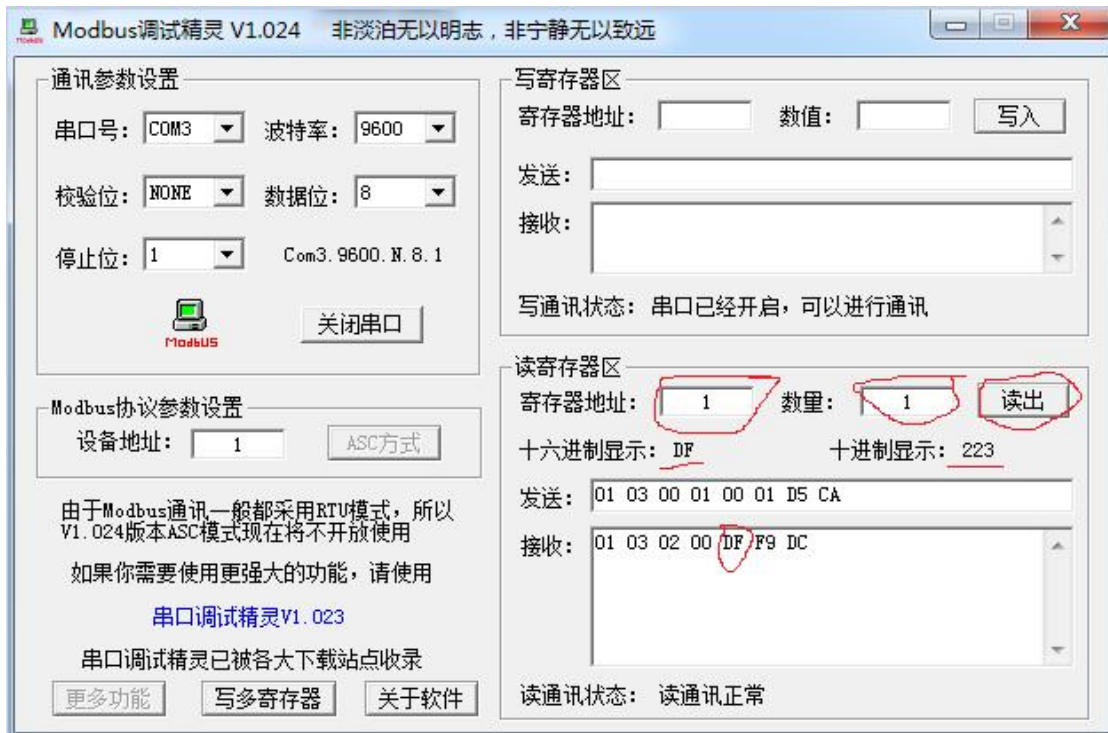 Modbus调试精灵 V1.024 非淡泊无以明志，非宁静无以致远
通讯参数设置
串口号： COM3 波特率： 9600
校验位： NONE 数据位： 8
停止位： 1 Com3.9600.N.8.1
ModbUS 关闭串口
Modbus协议参数设置
设备地址： 1 ASC方式
由于Modbus通讯一般都采用RTU模式，所以
V1.024版本ASC模式现在将不开放使用
如果你需要使用更强大的功能，请使用
串口调试精灵V1.023
串口调试精灵已被各大下载站点收录
更多功能 写多寄存器 关于软件
写寄存器区
寄存器地址： 数值： 写入
发送：
接收：
写通讯状态： 串口已经开启，可以进行通讯
读寄存器区
寄存器地址： 1 数量： 1 读出
十六进制显示： DF 十进制显示： 223
发送： 01 03 00 01 00 01 D5 CA
接收： 01 03 02 00 DF F9 DC
读通讯状态： 读通讯正常